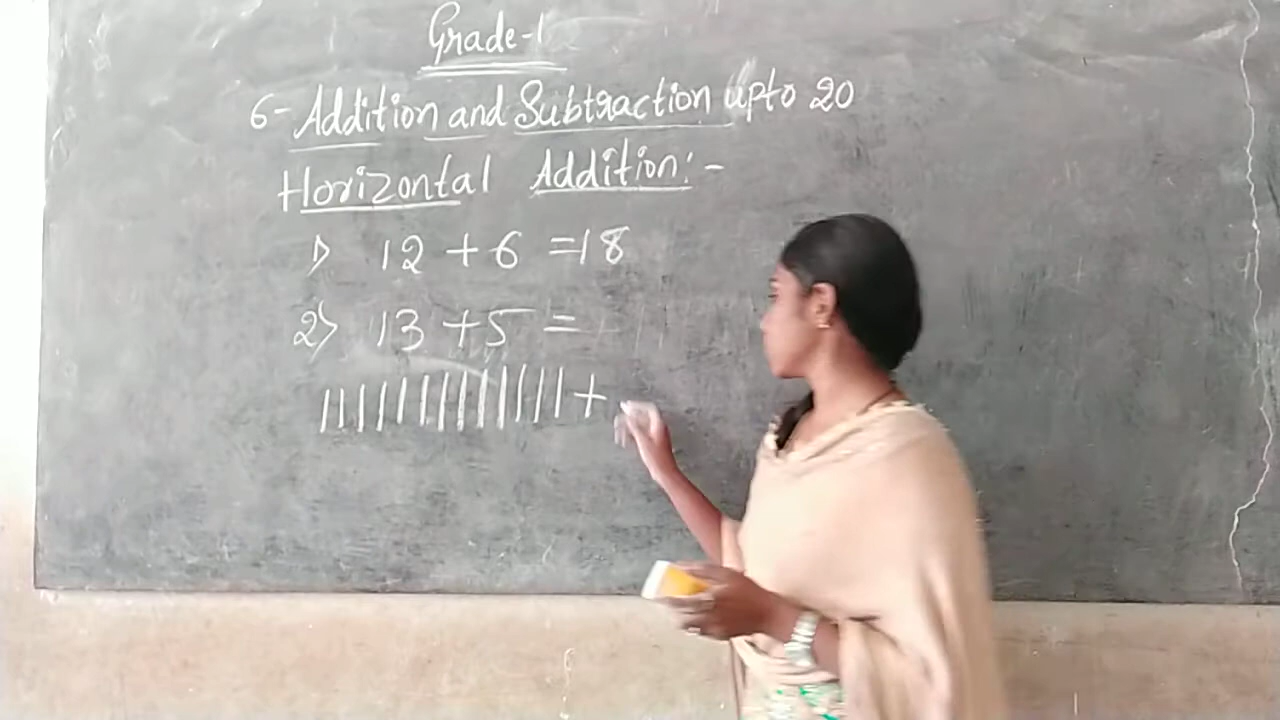 Grade-1
6-Addition and Subtraction upto 20
Horizontal Addition:-
1) 12 + 6 =18
2) 13 +5 =
||||||||||||| +